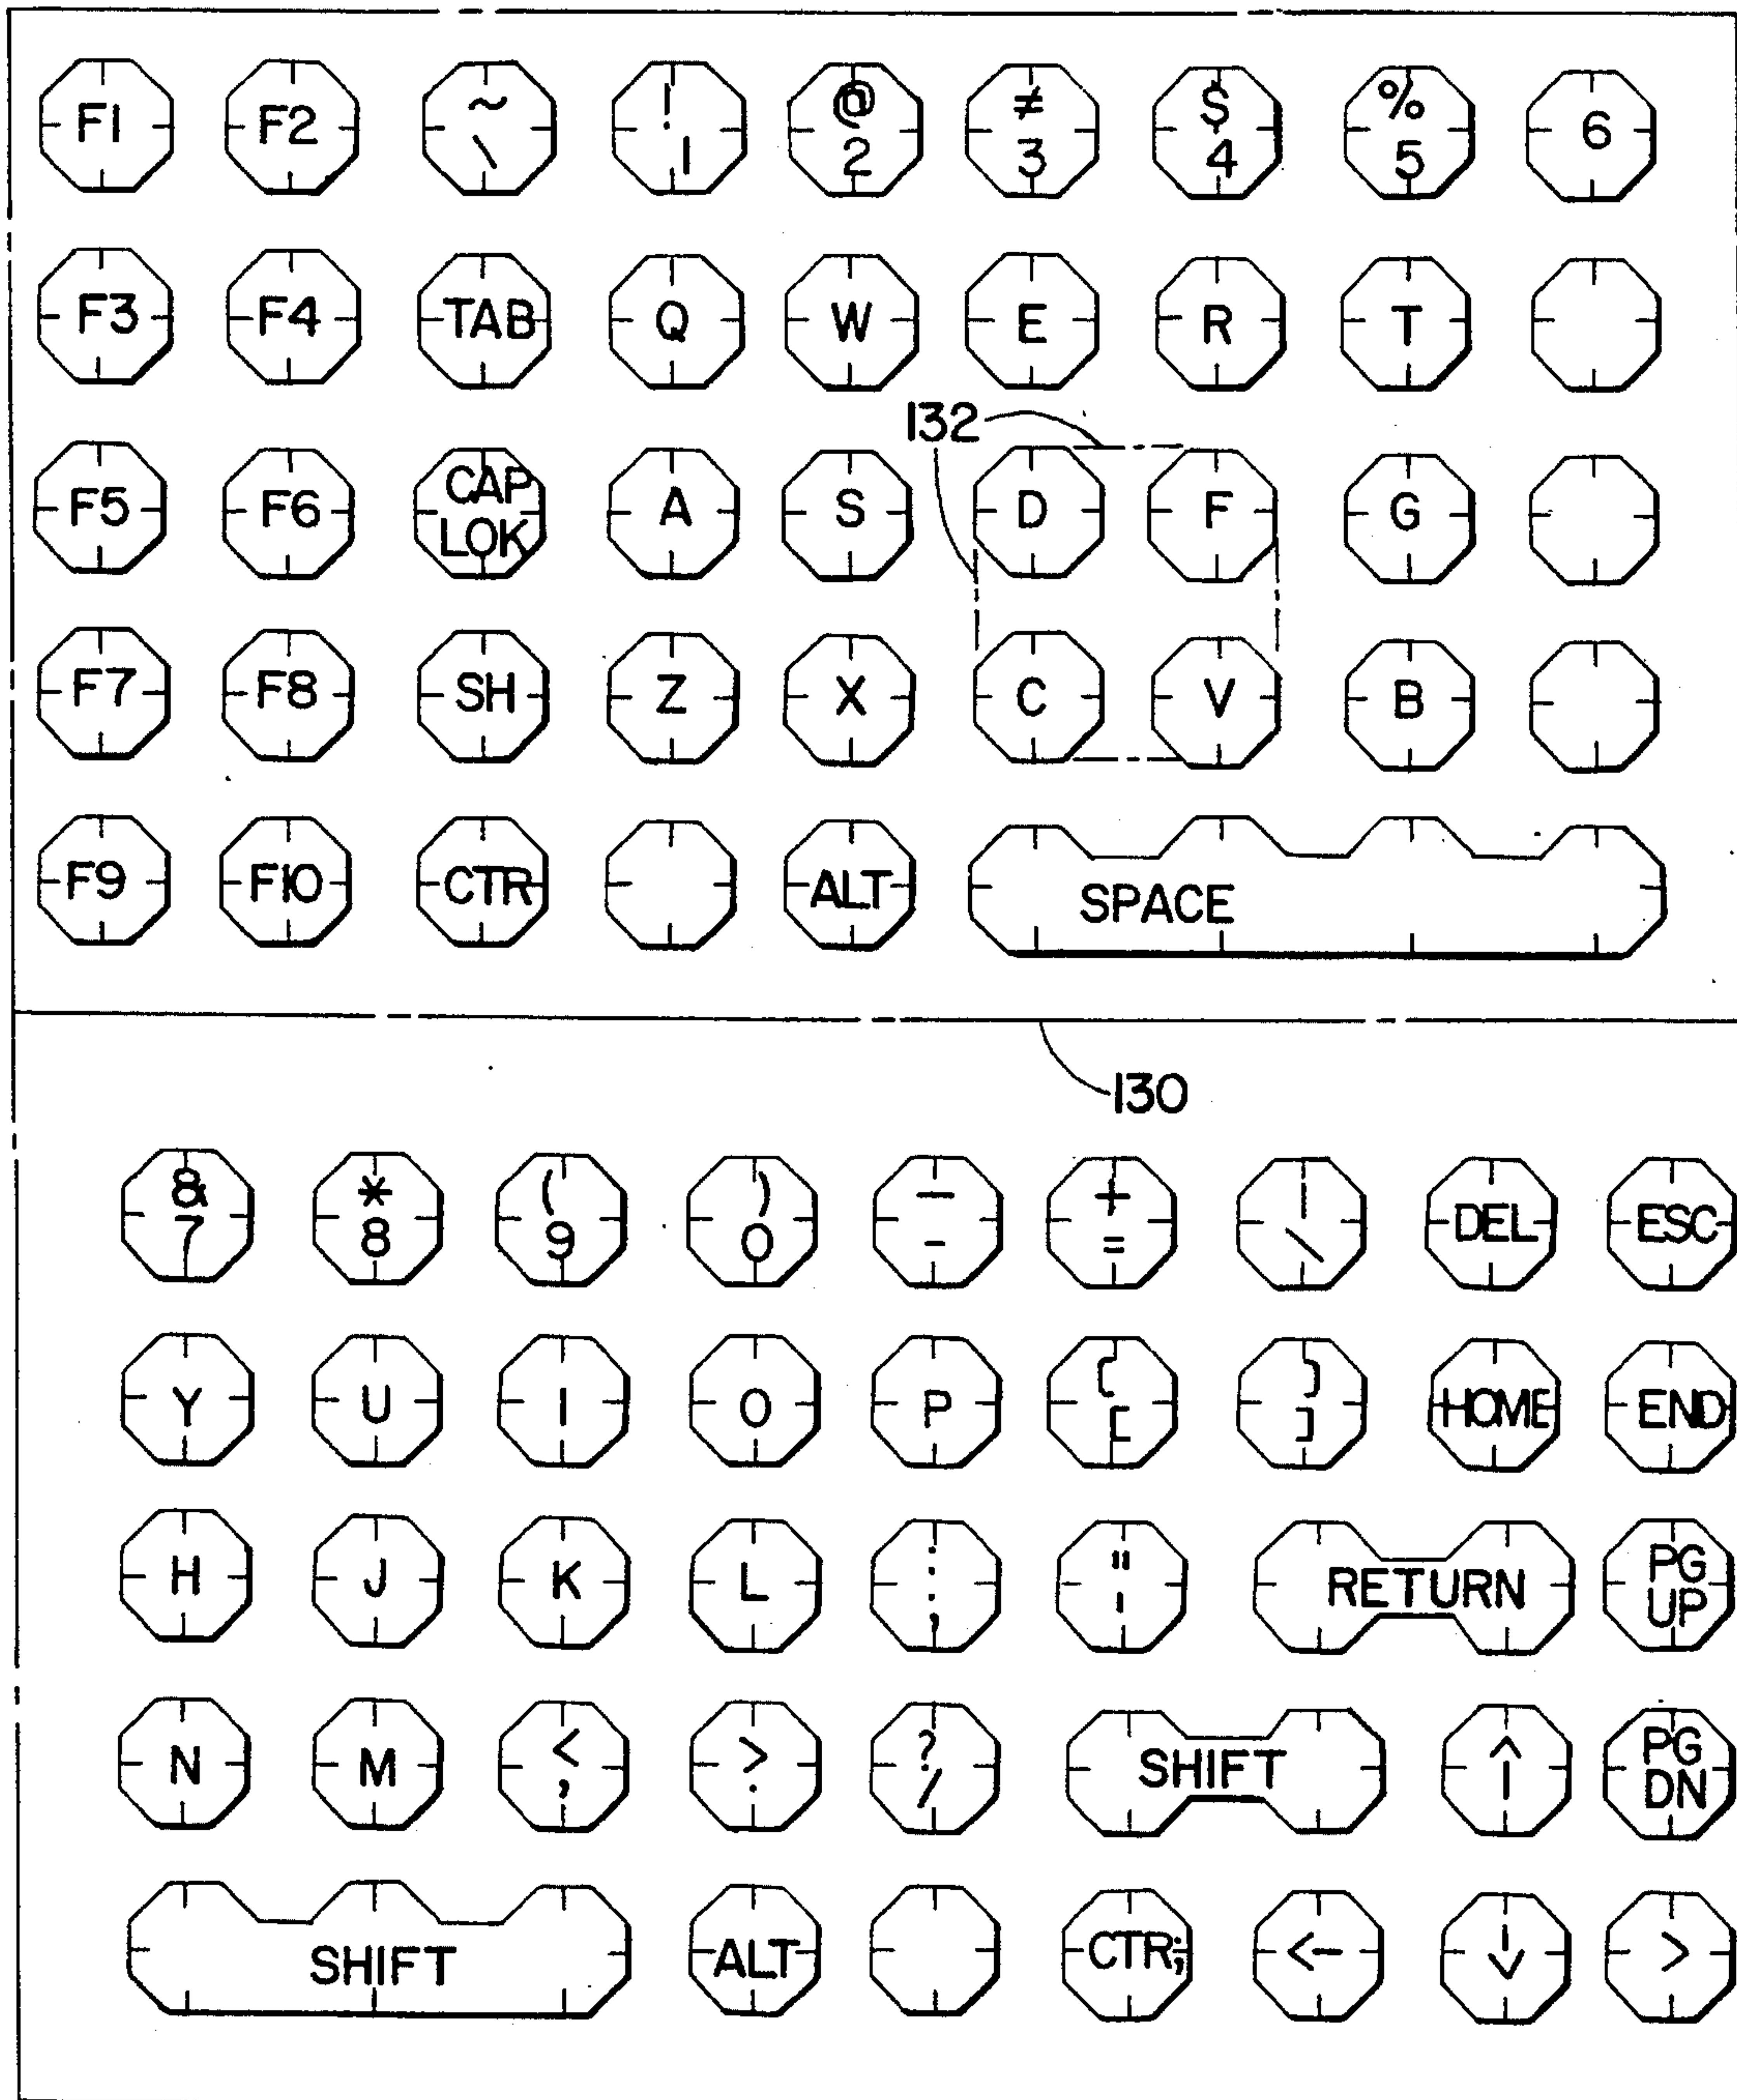 F1 F2 ~ ! @ ≠ $ % 6
\ 1 2 3 4 5
F3 F4 TAB Q W E R T
132
F5 F6 CAP LOK A S D F G
F7 F8 SH Z X C V B
F9 F10 CTR ALT SPACE
130
& * ( ) — + | DEL ESC
7 8 9 0 - = \
Y U I O P [ ] HOME END
[ ]
H J K L : " RETURN PG UP
; '
N M < > ? SHIFT ↑ PG DN
, . /
SHIFT ALT CTR; <- ↓ >